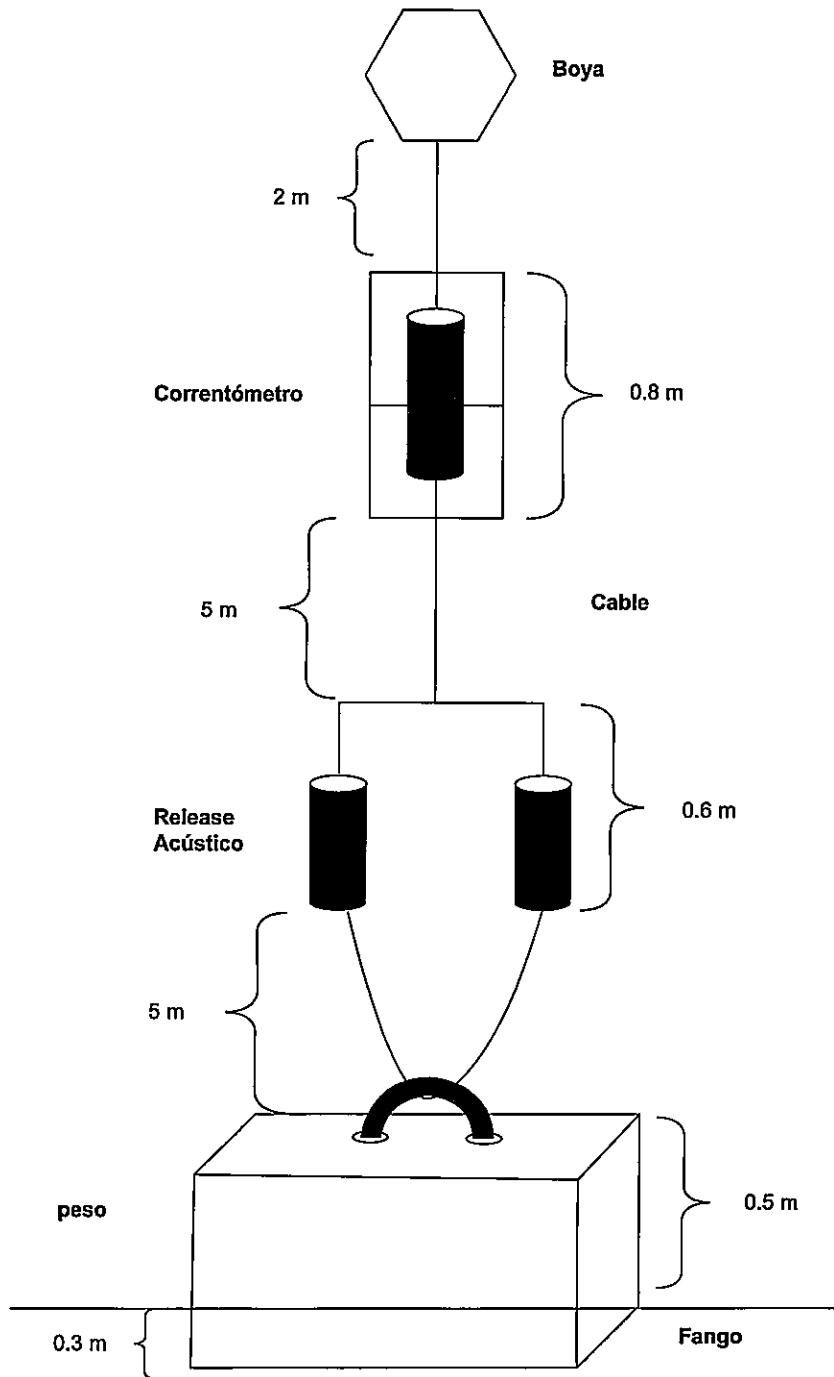 Boya
2 m
Correntómetro
0.8 m
5 m
Cable
Release
Acústico
0.6 m
5 m
peso
0.5 m
0.3 m
Fango